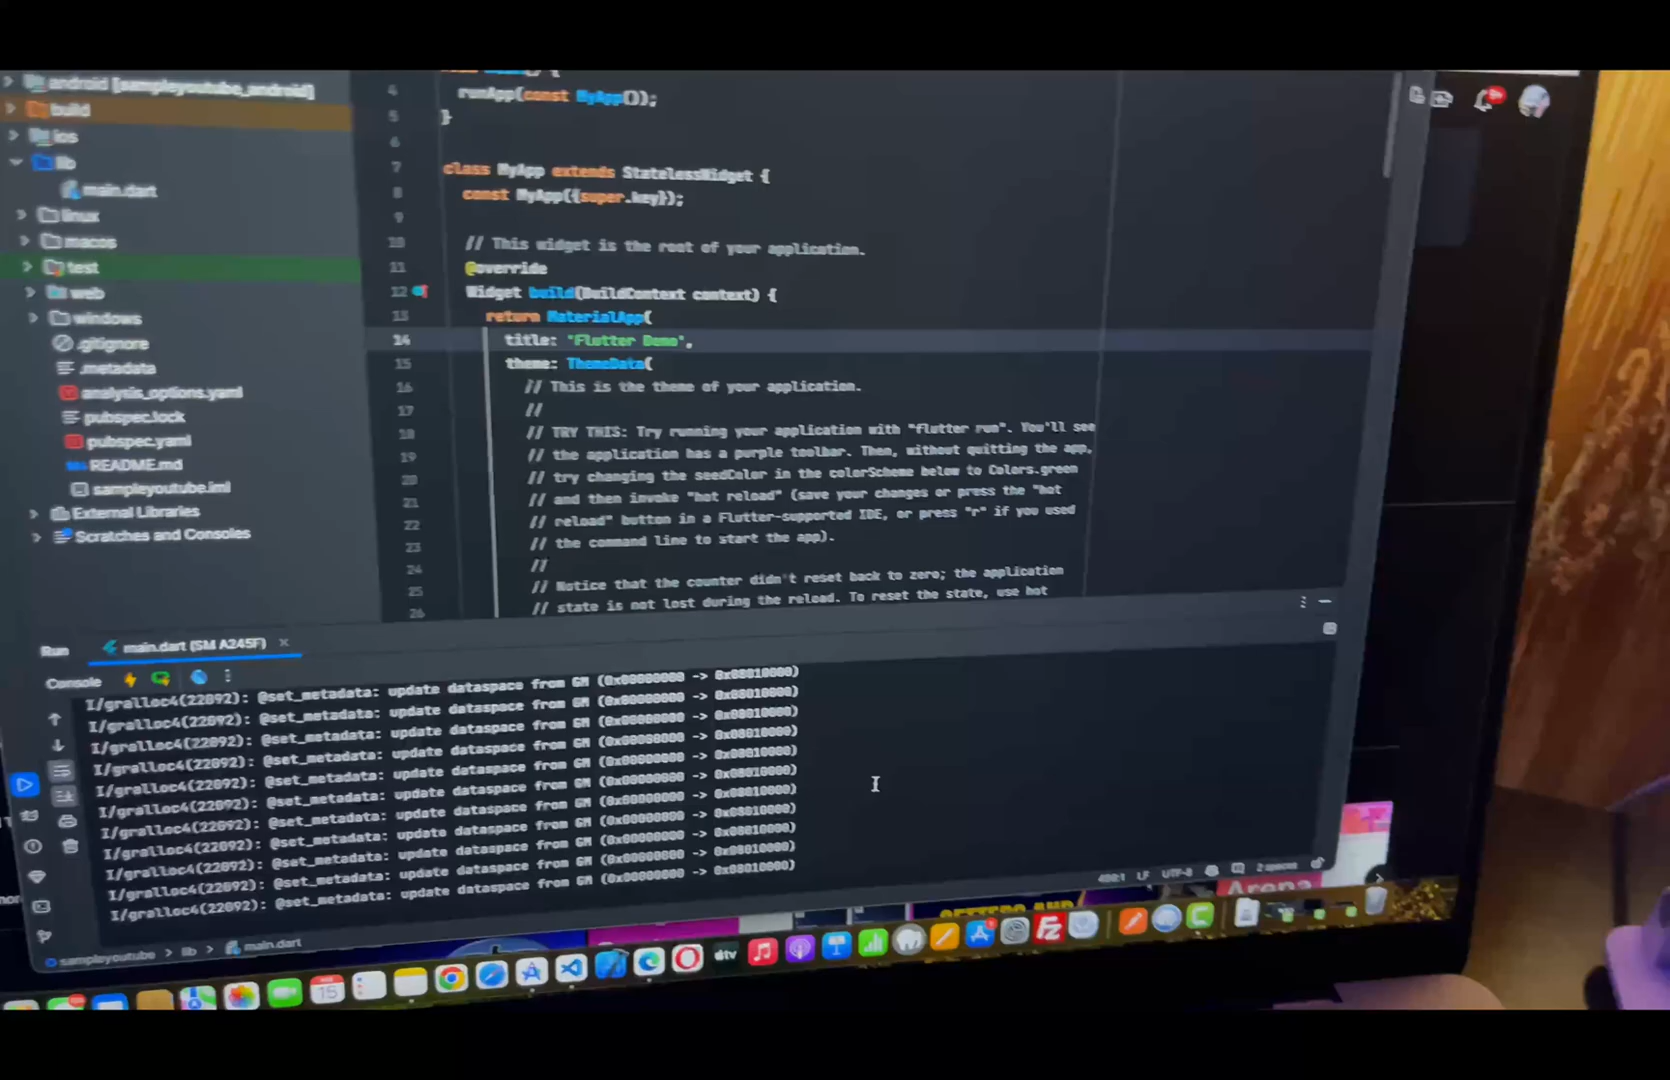 android [sampleyoutube_android]
build
ios
lib
main.dart
linux
macos
test
web
windows
.gitignore
.metadata
analysis_options.yaml
pubspec.lock
pubspec.yaml
README.md
sampleyoutube.iml
External Libraries
Scratches and Consoles
4 runApp(const MyApp());
5 }
6
7 class MyApp extends StatelessWidget {
8 const MyApp({super.key});
9
10 // This widget is the root of your application.
11 @override
12 Widget build(BuildContext context) {
13 return MaterialApp(
14 title: "Flutter Demo",
15 theme: ThemeData(
16 // This is the theme of your application.
17 //
18 // TRY THIS: Try running your application with "flutter run". You'll see
19 // the application has a purple toolbar. Then, without quitting the app,
20 // try changing the seedColor in the colorScheme below to Colors.green
21 // and then invoke "hot reload" (save your changes or press the "hot
22 // reload" button in a Flutter-supported IDE, or press "r" if you used
23 // the command line to start the app).
24 //
25 // Notice that the counter didn't reset back to zero; the application
26 // state is not lost during the reload. To reset the state, use hot
Run main.dart (SM A245F)
Console
I/gralloc4(22092): @set_metadata: update dataspace from GM (0x00000000 -> 0x08010000)
I/gralloc4(22092): @set_metadata: update dataspace from GM (0x00000000 -> 0x08010000)
I/gralloc4(22092): @set_metadata: update dataspace from GM (0x00000000 -> 0x08010000)
I/gralloc4(22092): @set_metadata: update dataspace from GM (0x00000000 -> 0x08010000)
I/gralloc4(22092): @set_metadata: update dataspace from GM (0x00000000 -> 0x08010000)
I/gralloc4(22092): @set_metadata: update dataspace from GM (0x00000000 -> 0x08010000)
I/gralloc4(22092): @set_metadata: update dataspace from GM (0x00000000 -> 0x08010000)
I/gralloc4(22092): @set_metadata: update dataspace from GM (0x00000000 -> 0x08010000)
I/gralloc4(22092): @set_metadata: update dataspace from GM (0x00000000 -> 0x08010000)
I/gralloc4(22092): @set_metadata: update dataspace from GM (0x00000000 -> 0x08010000)
I/gralloc4(22092): @set_metadata: update dataspace from GM (0x00000000 -> 0x08010000)
LF UTF-8 2 spaces
sampleyoutube > lib > main.dart
Arena
15
dtv